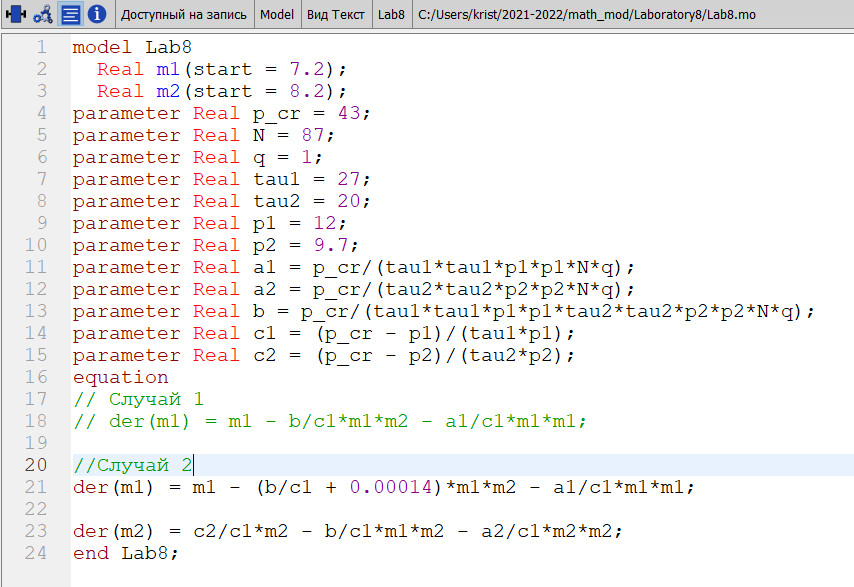 Доступный на запись Model Вид Текст Lab8 C:/Users/krist/2021-2022/math_mod/Laboratory8/Lab8.mo
1 model Lab8
2 Real m1(start = 7.2);
3 Real m2(start = 8.2);
4 parameter Real p_cr = 43;
5 parameter Real N = 87;
6 parameter Real q = 1;
7 parameter Real tau1 = 27;
8 parameter Real tau2 = 20;
9 parameter Real p1 = 12;
10 parameter Real p2 = 9.7;
11 parameter Real a1 = p_cr/(tau1*tau1*p1*p1*N*q);
12 parameter Real a2 = p_cr/(tau2*tau2*p2*p2*N*q);
13 parameter Real b = p_cr/(tau1*tau1*p1*p1*tau2*tau2*p2*p2*N*q);
14 parameter Real c1 = (p_cr - p1)/(tau1*p1);
15 parameter Real c2 = (p_cr - p2)/(tau2*p2);
16 equation
17 // Случай 1
18 // der(m1) = m1 - b/c1*m1*m2 - a1/c1*m1*m1;
19
20 //Случай 2
21 der(m1) = m1 - (b/c1 + 0.00014)*m1*m2 - a1/c1*m1*m1;
22
23 der(m2) = c2/c1*m2 - b/c1*m1*m2 - a2/c1*m2*m2;
24 end Lab8;